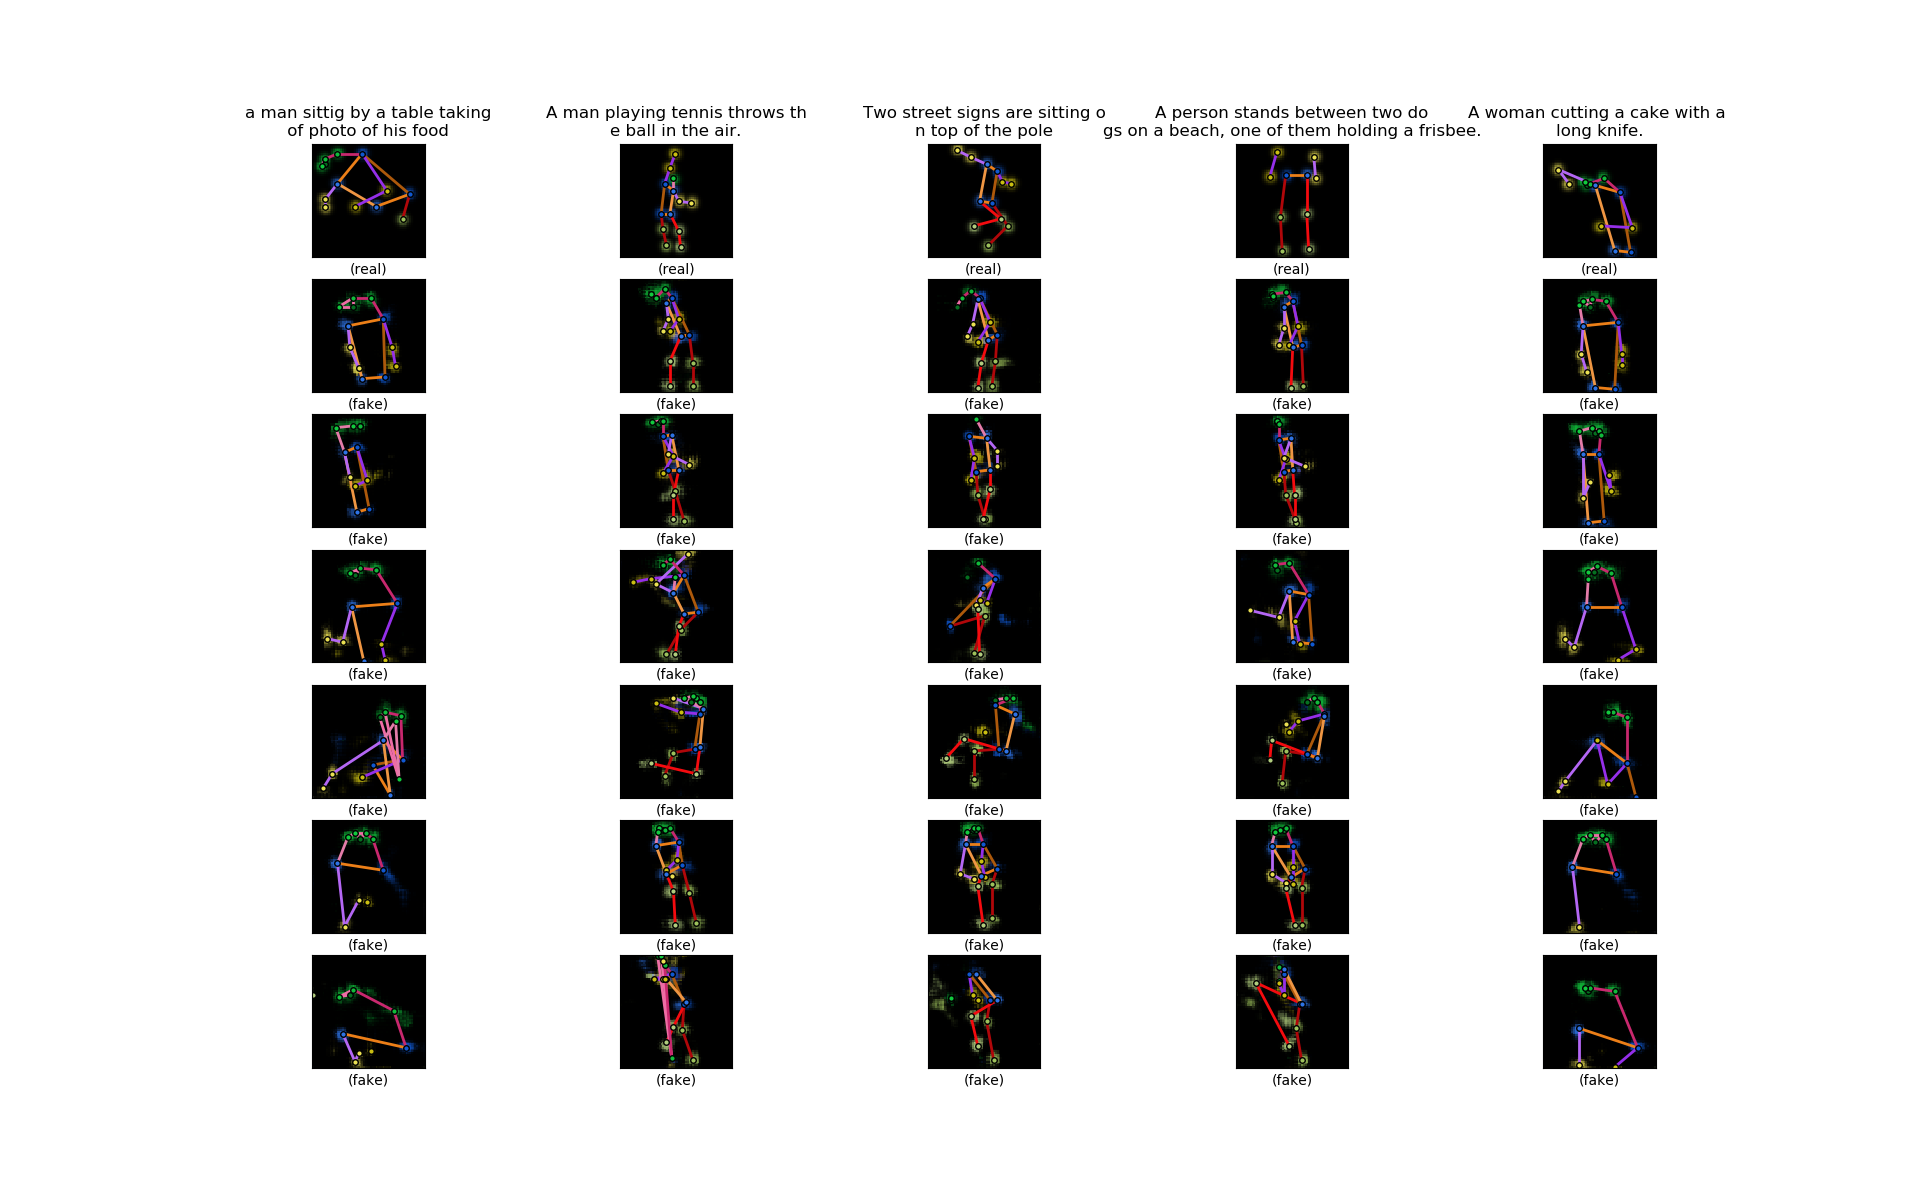 a man sittig by a table taking
of photo of his food
A man playing tennis throws th
e ball in the air.
Two street signs are sitting o
n top of the pole
A person stands between two do
gs on a beach, one of them holding a frisbee.
A woman cutting a cake with a
long knife.
(real) (real) (real) (real) (real)
(fake) (fake) (fake) (fake) (fake)
(fake) (fake) (fake) (fake) (fake)
(fake) (fake) (fake) (fake) (fake)
(fake) (fake) (fake) (fake) (fake)
(fake) (fake) (fake) (fake) (fake)
(fake) (fake) (fake) (fake) (fake)